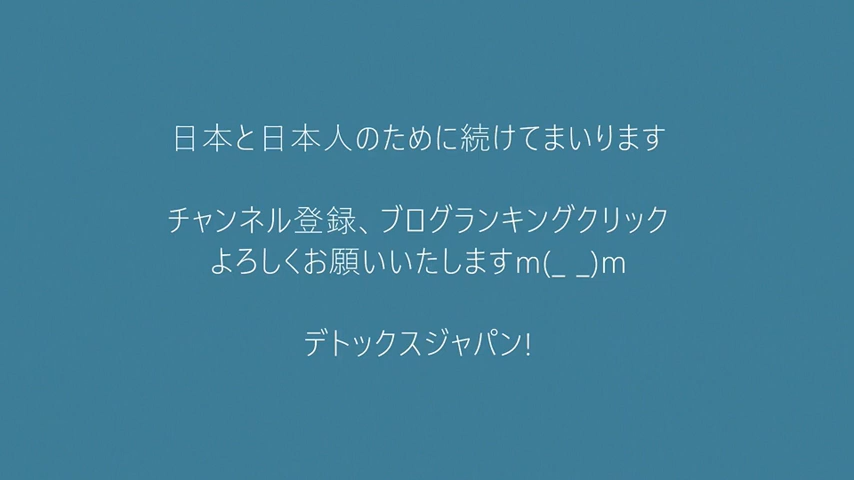 日本と日本人のために続けてまいります
チャンネル登録、ブログランキングクリック
よろしくお願いいたしますm(_ _)m
デトックスジャパン!